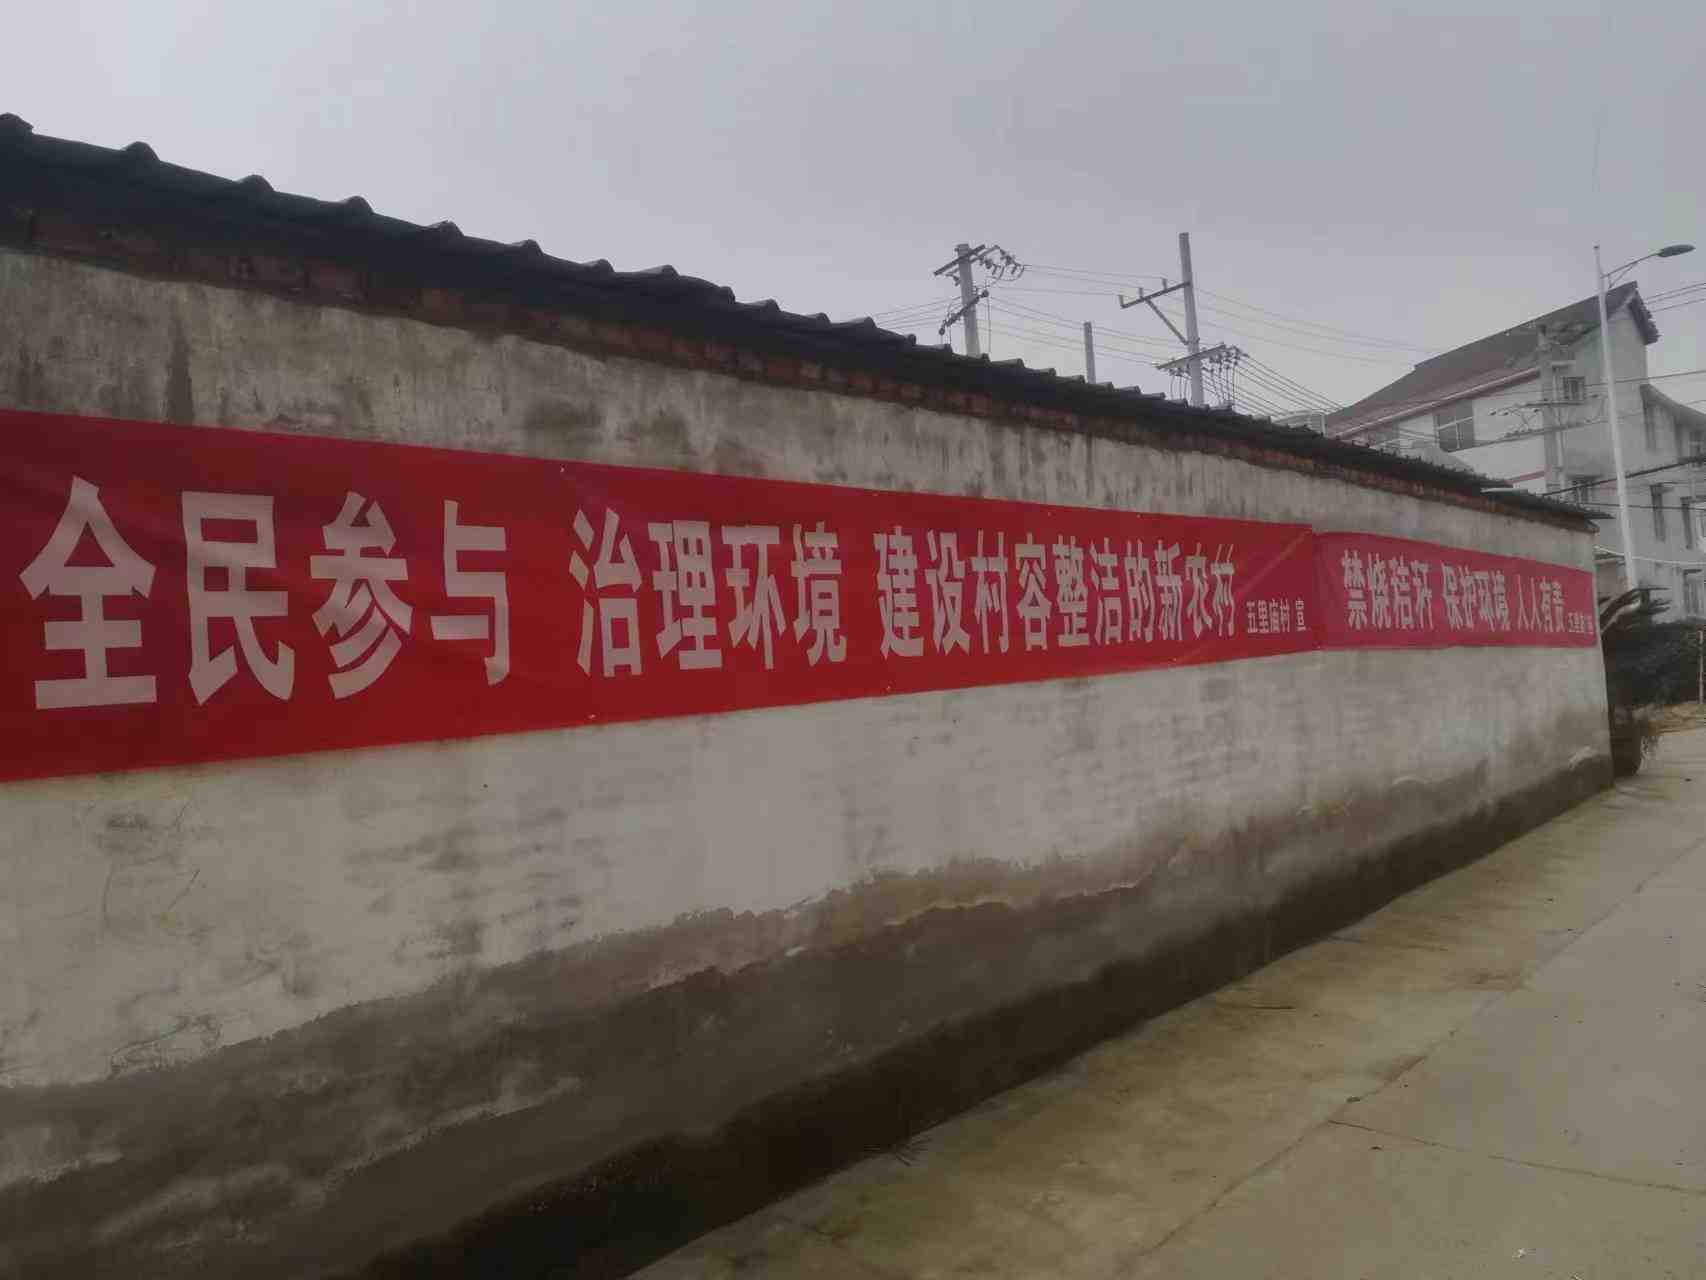 全民参与 治理环境 建设村容整洁的新农村 五里庙村 宣
禁烧秸秆 保护环境 人人有责